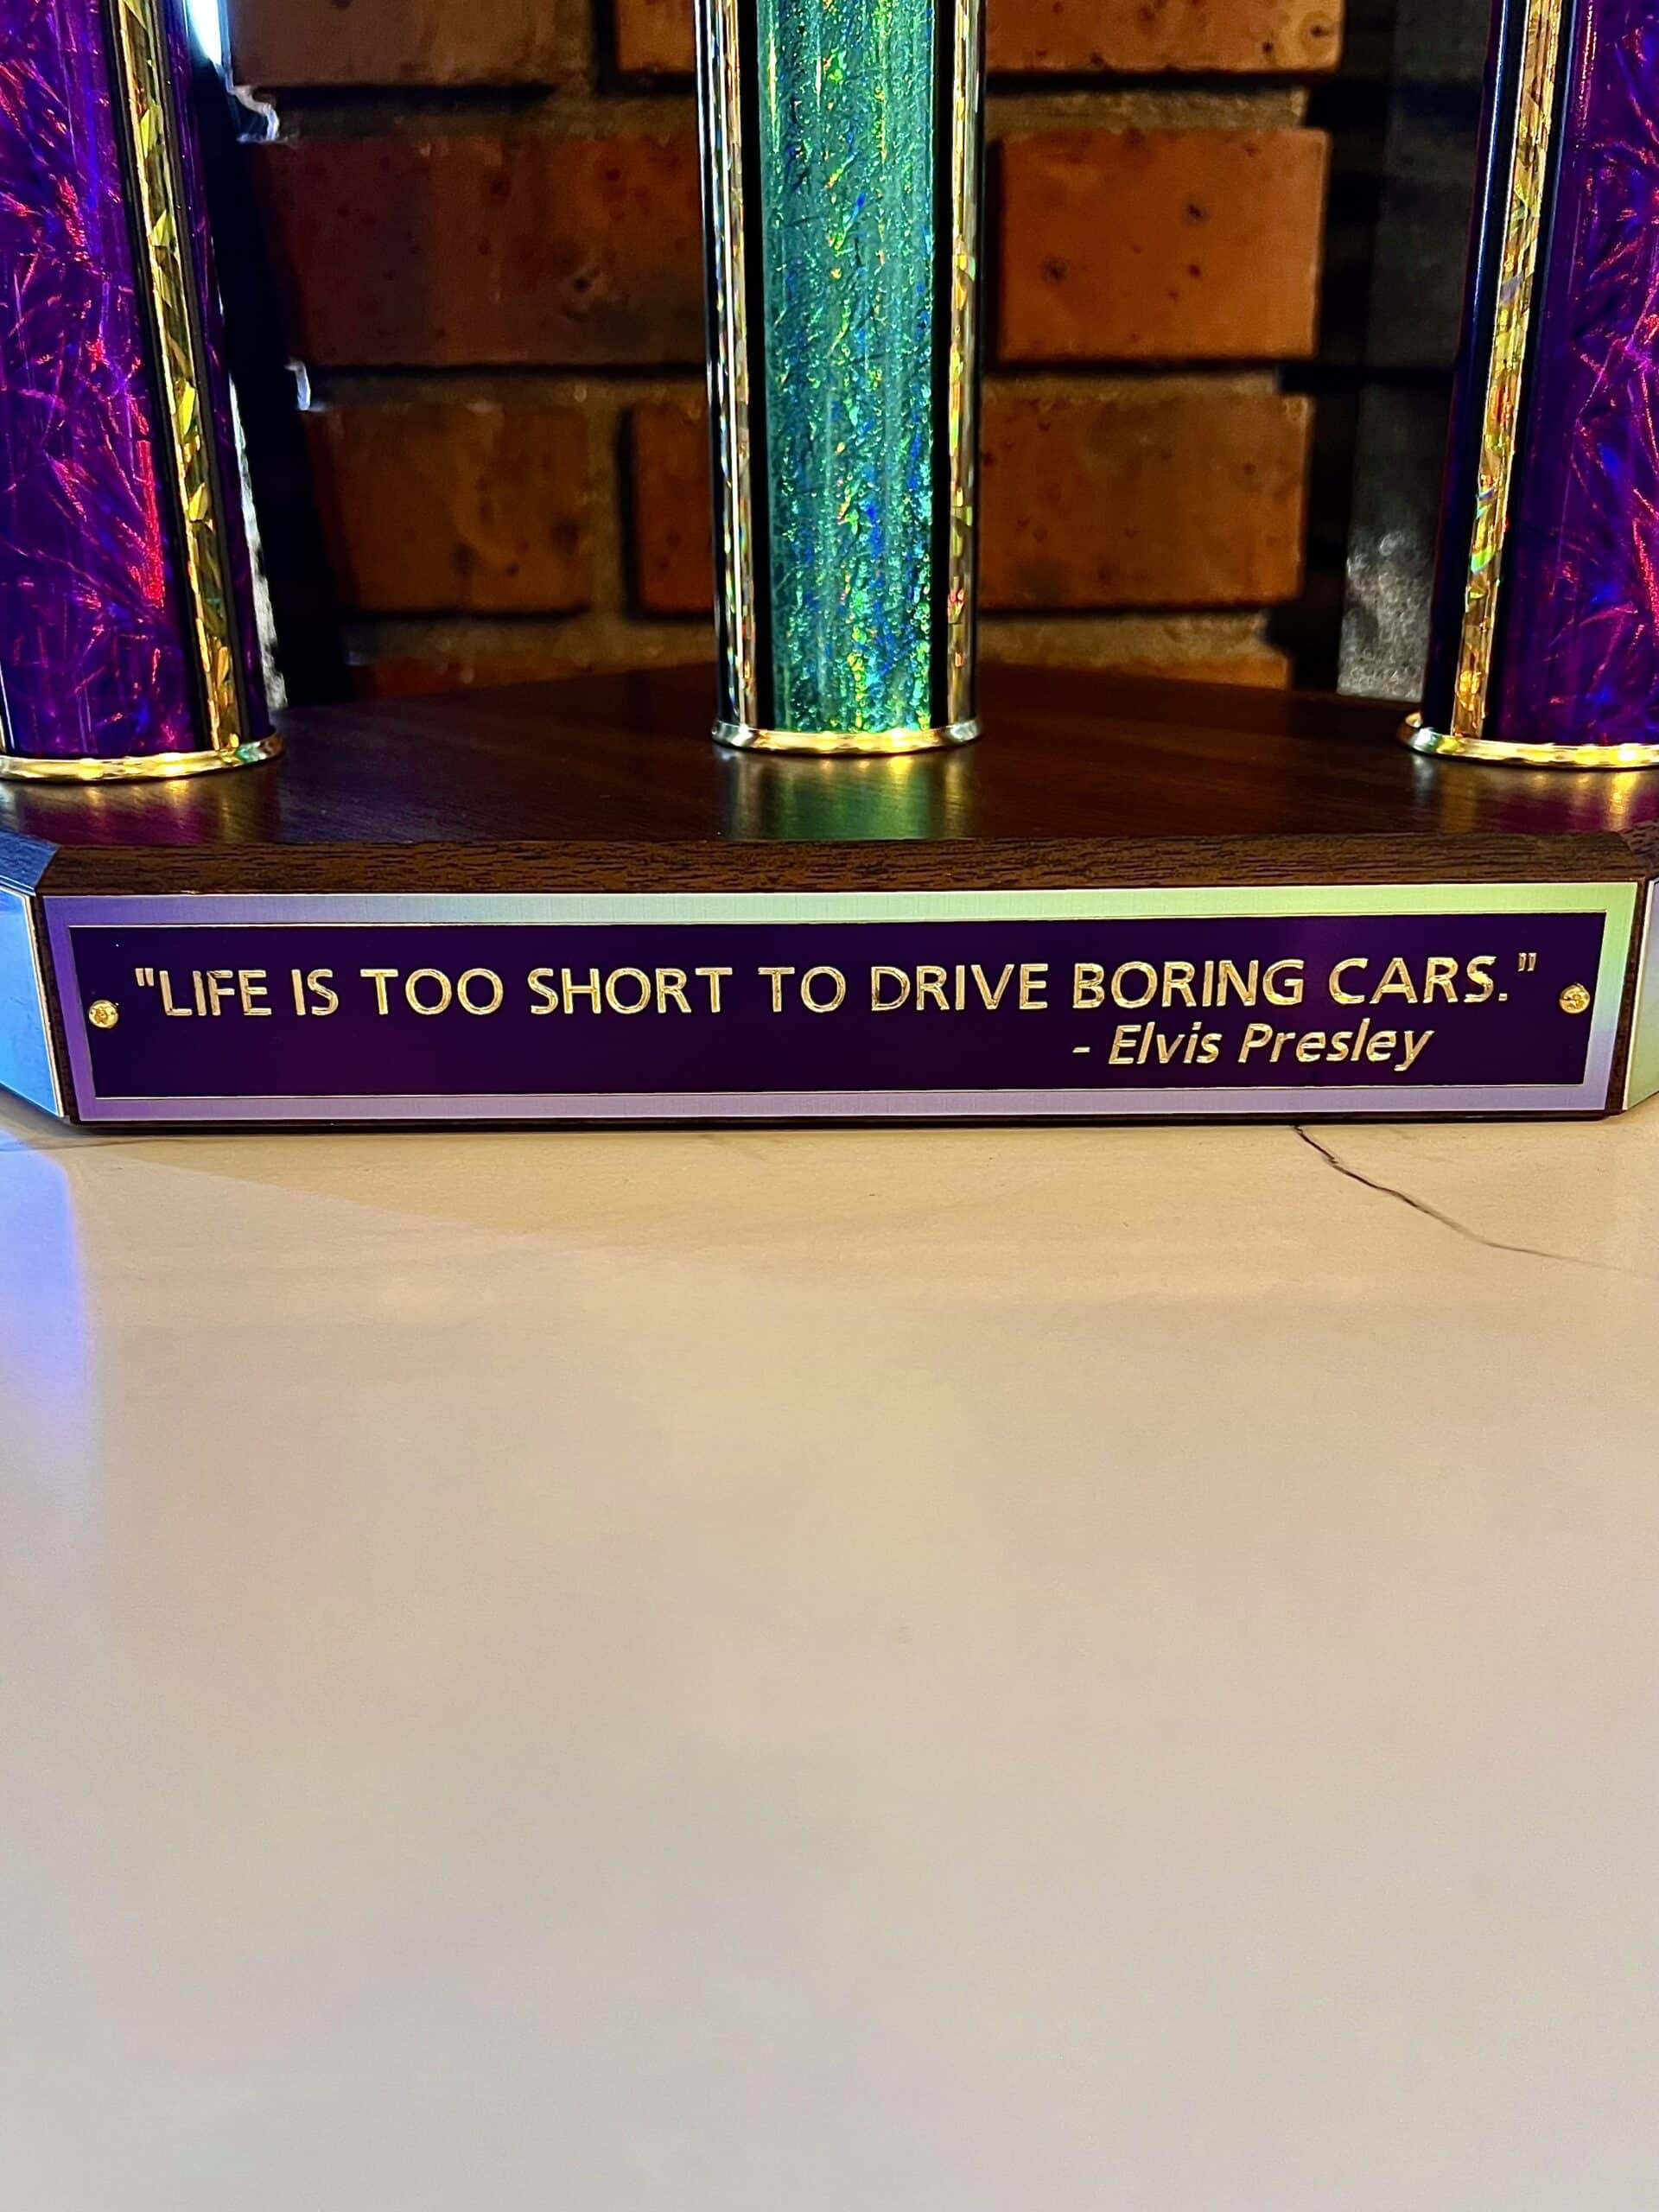 "LIFE IS TOO SHORT TO DRIVE BORING CARS."
- Elvis Presley